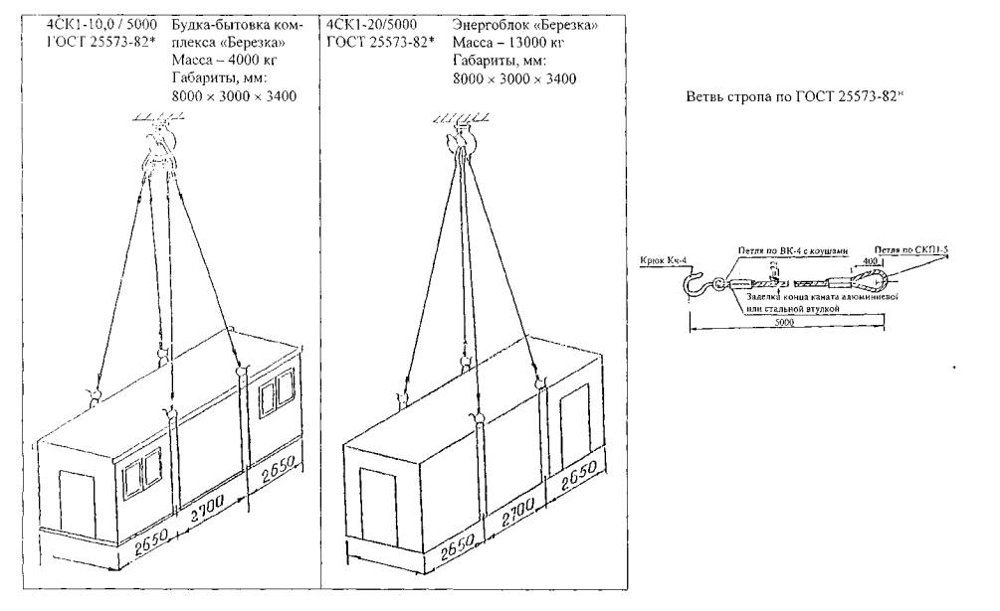 4СК1-10,0 / 5000
ГОСТ 25573-82*
Будка-бытовка ком-
плекса «Березка»
Масса – 4000 кг
Габариты, мм:
8000 × 3000 × 3400
2650
2700
2650
4СК1-20/5000
ГОСТ 25573-82*
Энергоблок «Березка»
Масса – 13000 кг
Габариты, мм:
8000 × 3000 × 3400
2650
2700
2650
Ветвь стропа по ГОСТ 25573-82*
Крюк Кч-4
Петля по ВК-4 с коушами
Петля по СКП1-5
400
Заделка конца каната алюминиевой
или стальной втулкой
5000